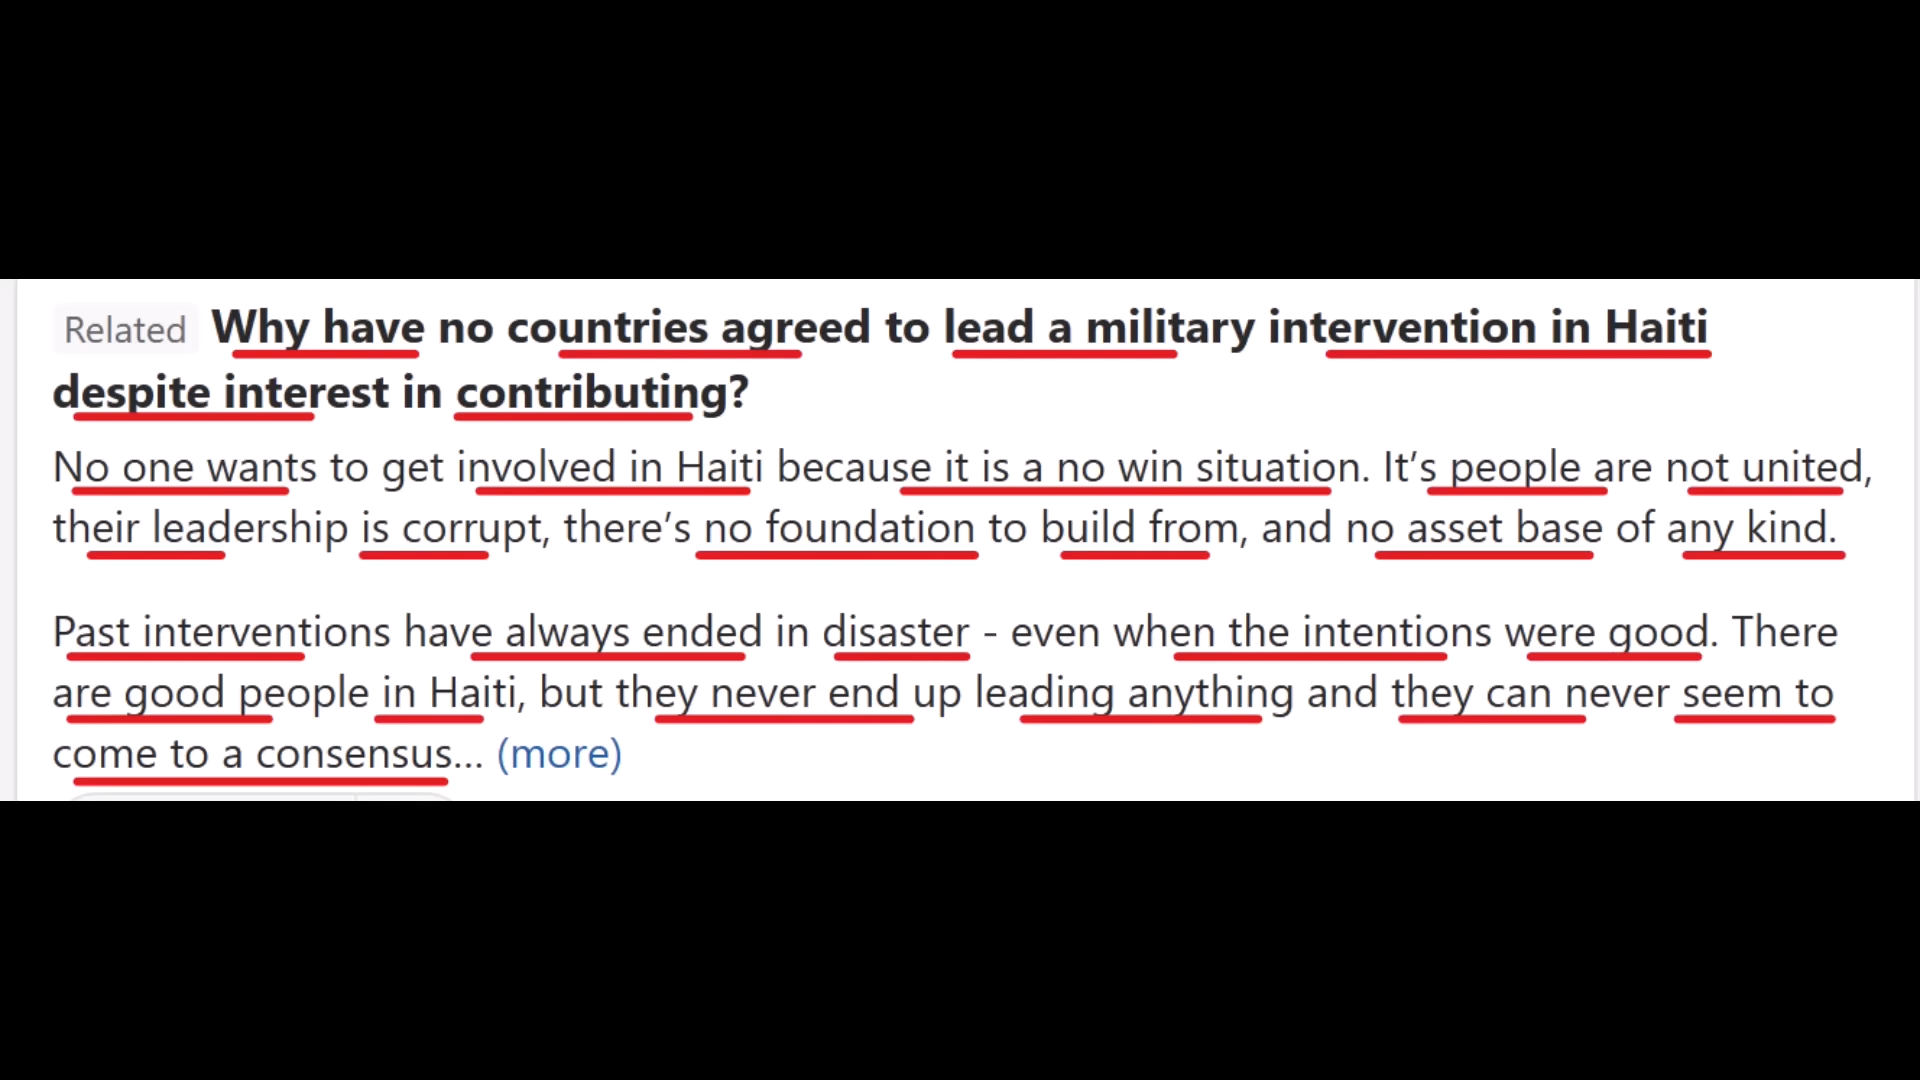 Related Why have no countries agreed to lead a military intervention in Haiti
despite interest in contributing?
No one wants to get involved in Haiti because it is a no win situation. It’s people are not united,
their leadership is corrupt, there’s no foundation to build from, and no asset base of any kind.
Past interventions have always ended in disaster - even when the intentions were good. There
are good people in Haiti, but they never end up leading anything and they can never seem to
come to a consensus... (more)